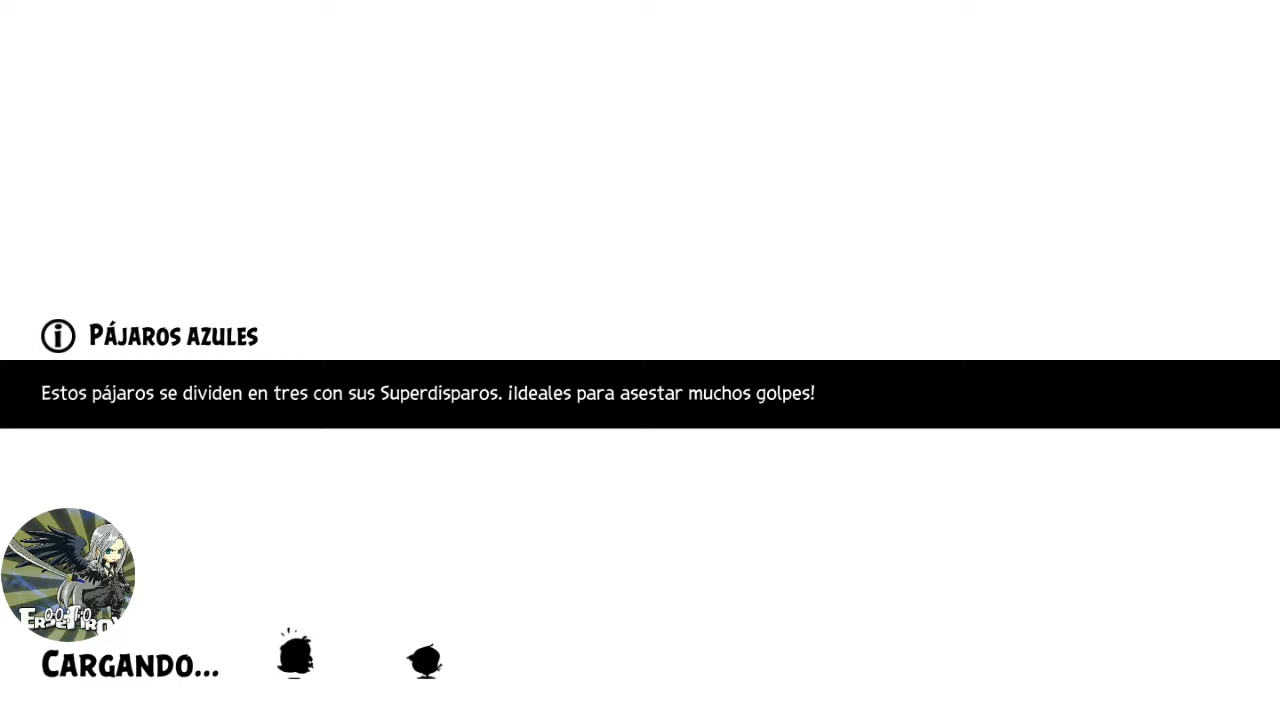 PÁJAROS AZULES
Estos pájaros se dividen en tres con sus Superdisparos. ¡Ideales para asestar muchos golpes!
CARGANDO...